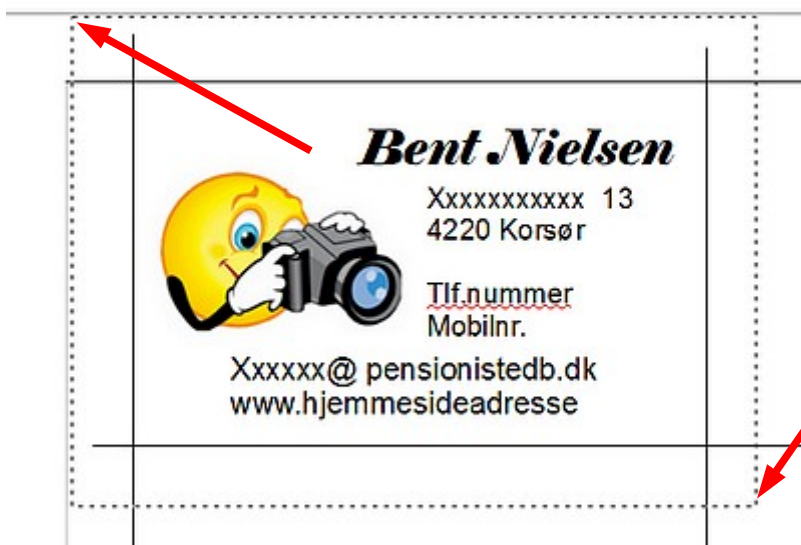 Bent Nielsen
Xxxxxxxxxxx 13
4220 Korsør
Tlf.nummer
Mobilnr.
Xxxxxx@ pensionistedb.dk
www.hjemmesideadresse